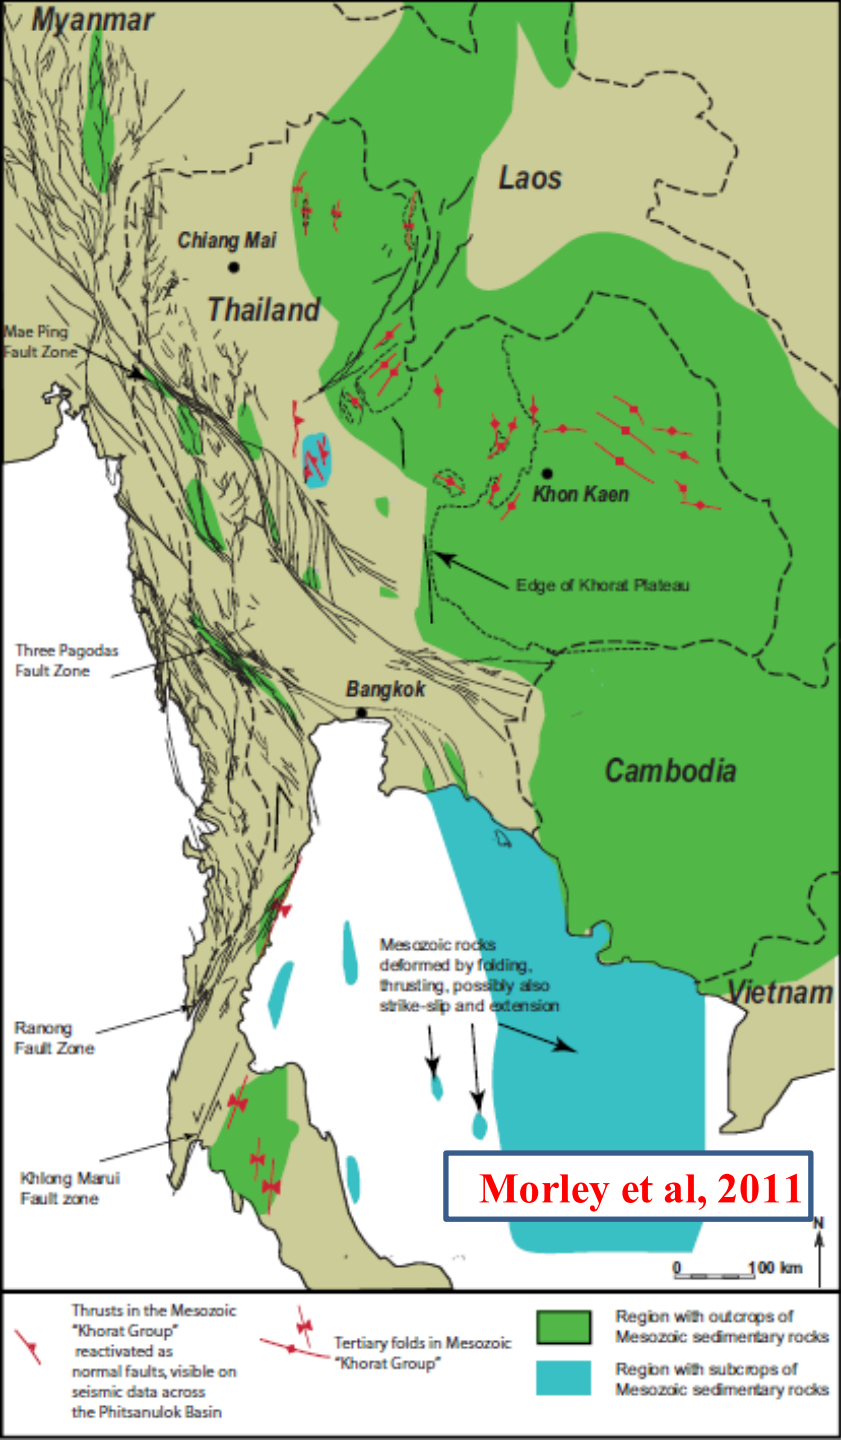 Myanmar
Laos
Chiang Mai
Thailand
Mae Ping
Fault Zone
Khon Kaen
Edge of Khorat Plateau
Three Pagodas
Fault Zone
Bangkok
Cambodia
Mesozoic rocks
deformed by folding,
thrusting, possibly also
strike-slip and extension
Vietnam
Ranong
Fault Zone
Khlong Marui
Fault zone
Morley et al, 2011
N
0 100 km
Thrusts in the Mesozoic
"Khorat Group"
reactivated as
normal faults, visible on
seismic data across
the Phitsanulok Basin
Tertiary folds in Mesozoic
"Khorat Group"
Region with outcrops of
Mesozoic sedimentary rocks
Region with subcrops of
Mesozoic sedimentary rocks